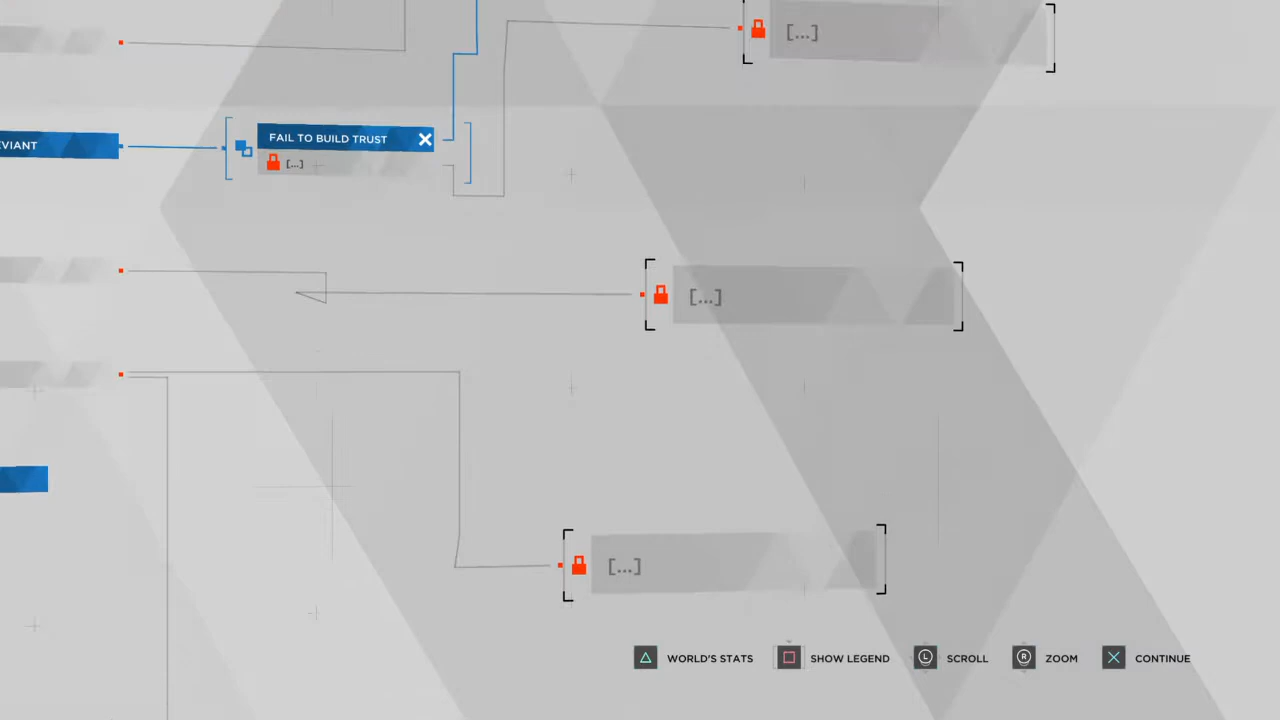 [...]
EVIANT
FAIL TO BUILD TRUST
[...]
[...]
[...]
WORLD'S STATS
SHOW LEGEND
L SCROLL
R ZOOM
CONTINUE